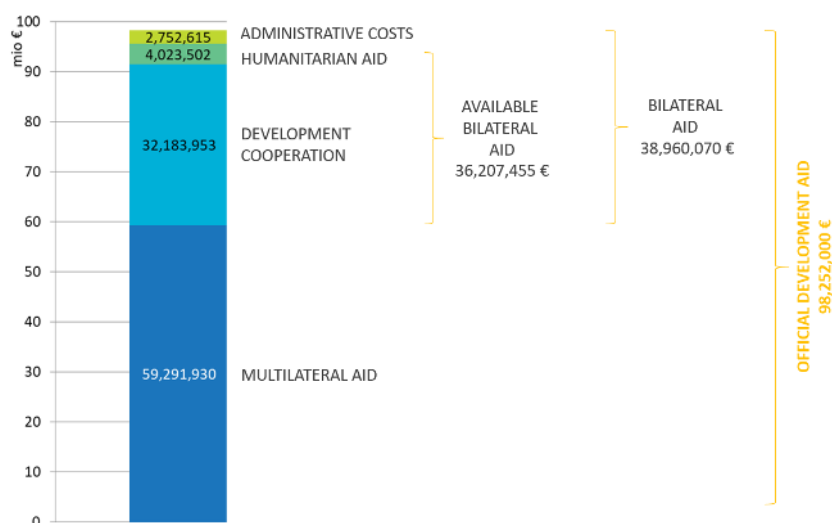 100
mio €
90
80
70
60
50
40
30
20
10
0
2,752,615
4,023,502
32,183,953
59,291,930
ADMINISTRATIVE COSTS
HUMANITARIAN AID
DEVELOPMENT
COOPERATION
MULTILATERAL AID
AVAILABLE
BILATERAL
AID
36,207,455 €
BILATERAL
AID
38,960,070 €
OFFICIAL DEVELOPMENT AID
98,252,000 €